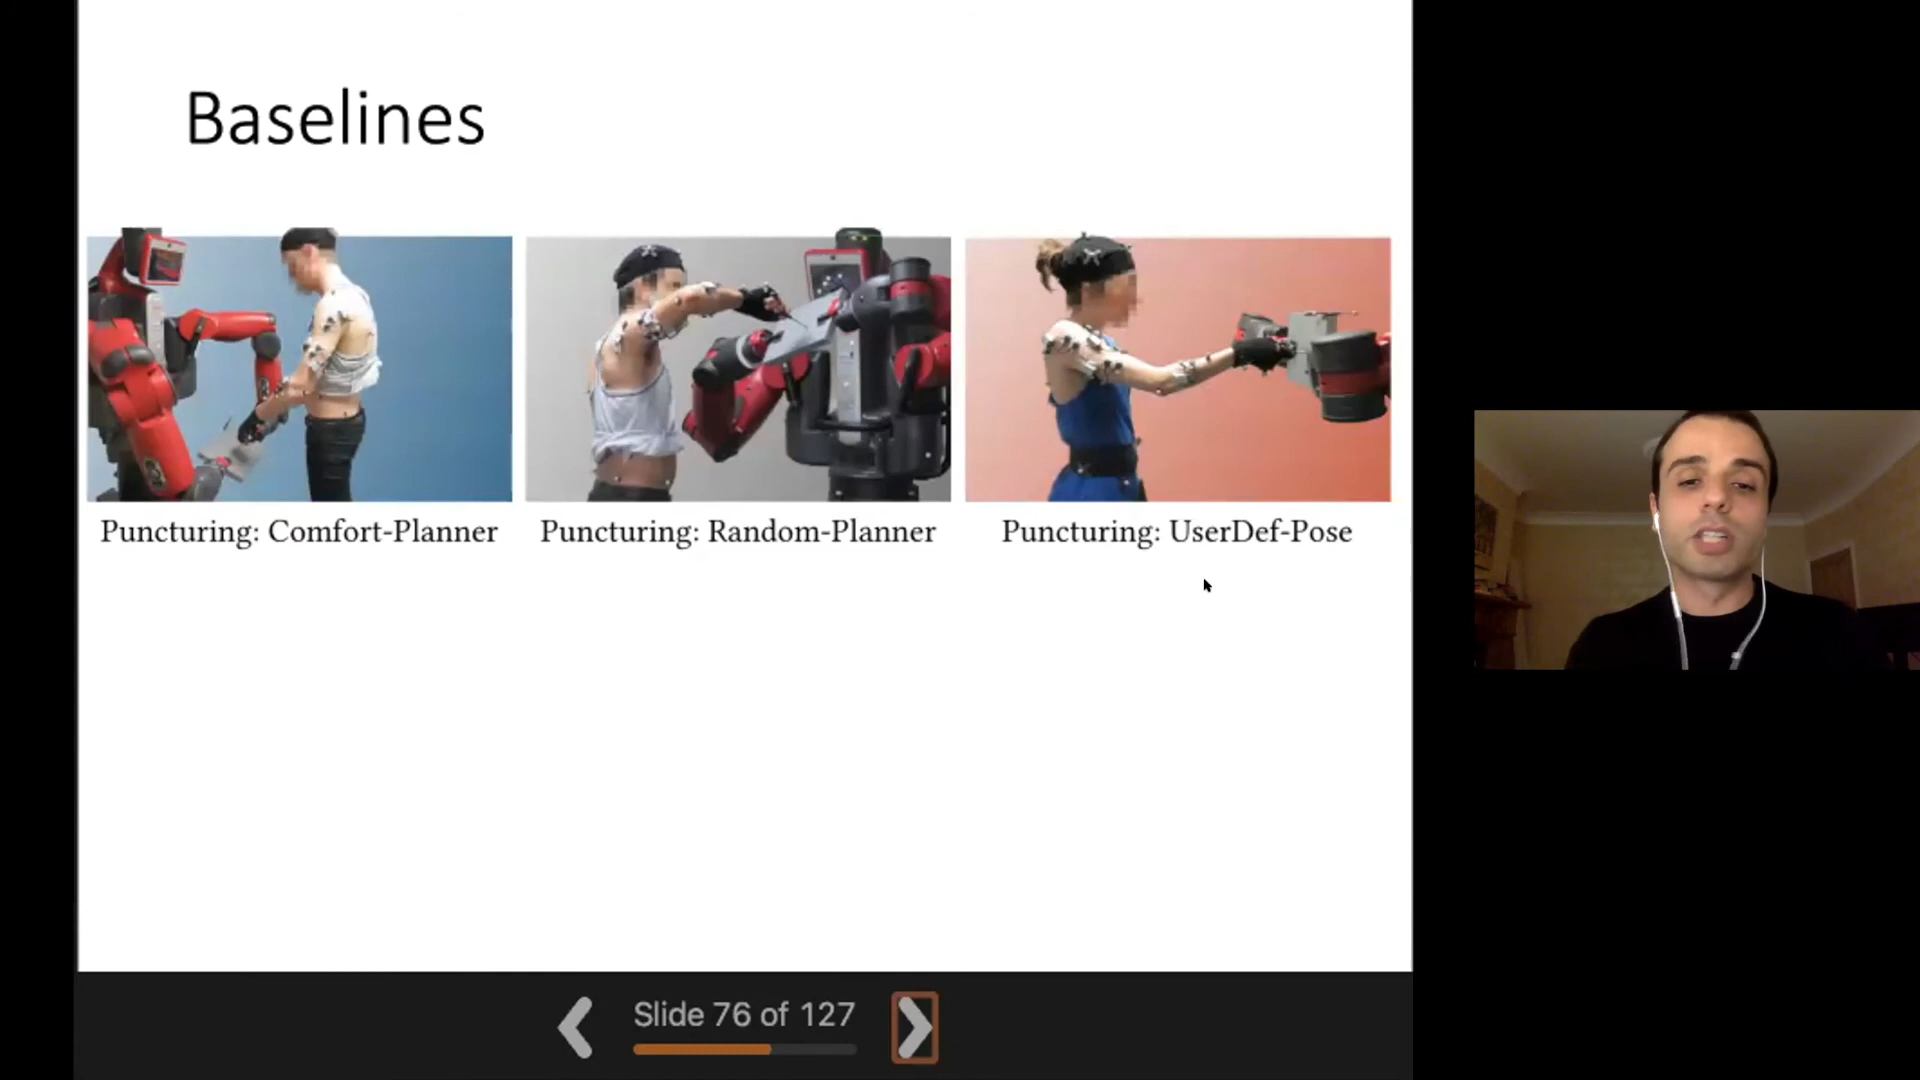 Baselines
Puncturing: Comfort-Planner
Puncturing: Random-Planner
Puncturing: UserDef-Pose
Slide 76 of 127